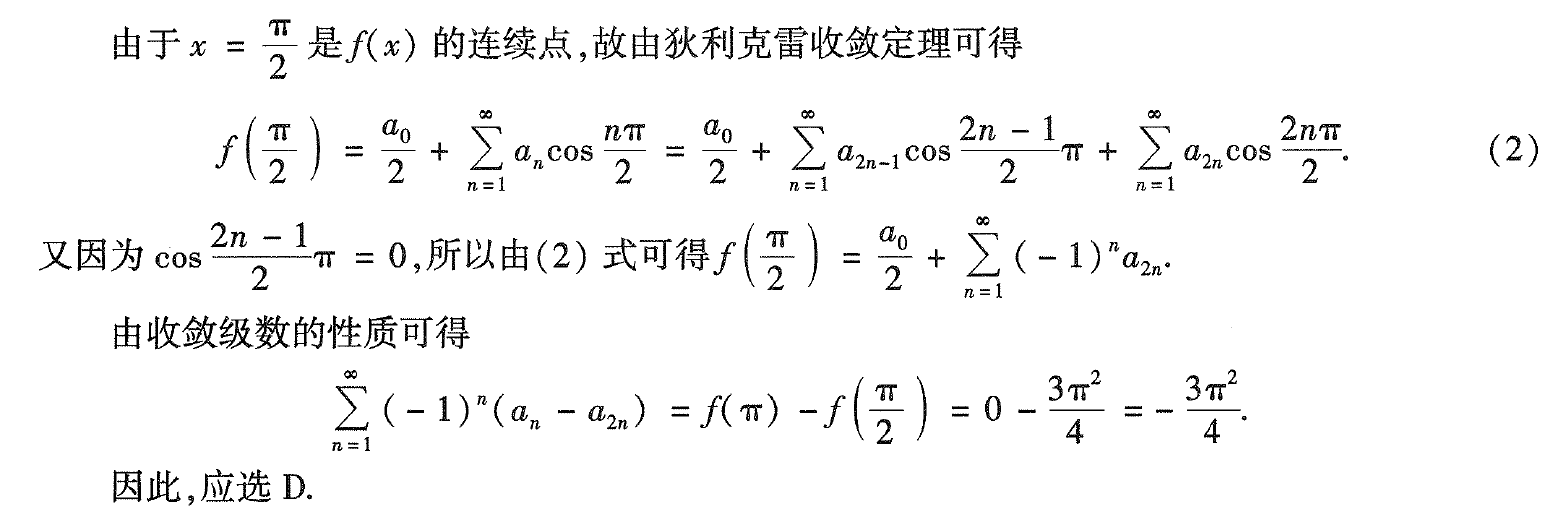 由于 x = π/2 是 f(x) 的连续点,故由狄利克雷收敛定理可得
f(π/2) = a₀/2 + ∑_{n=1}^{∞} aₙcos nπ/2 = a₀/2 + ∑_{n=1}^{∞} a_{2n-1}cos (2n-1)/2 π + ∑_{n=1}^{∞} a_{2n}cos 2nπ/2. (2)
又因为 cos (2n-1)/2 π = 0,所以由(2) 式可得 f(π/2) = a₀/2 + ∑_{n=1}^{∞} (-1)ⁿa_{2n}.
由收敛级数的性质可得
∑_{n=1}^{∞} (-1)ⁿ(aₙ - a_{2n}) = f(π) - f(π/2) = 0 - 3π²/4 = - 3π²/4.
因此,应选 D.